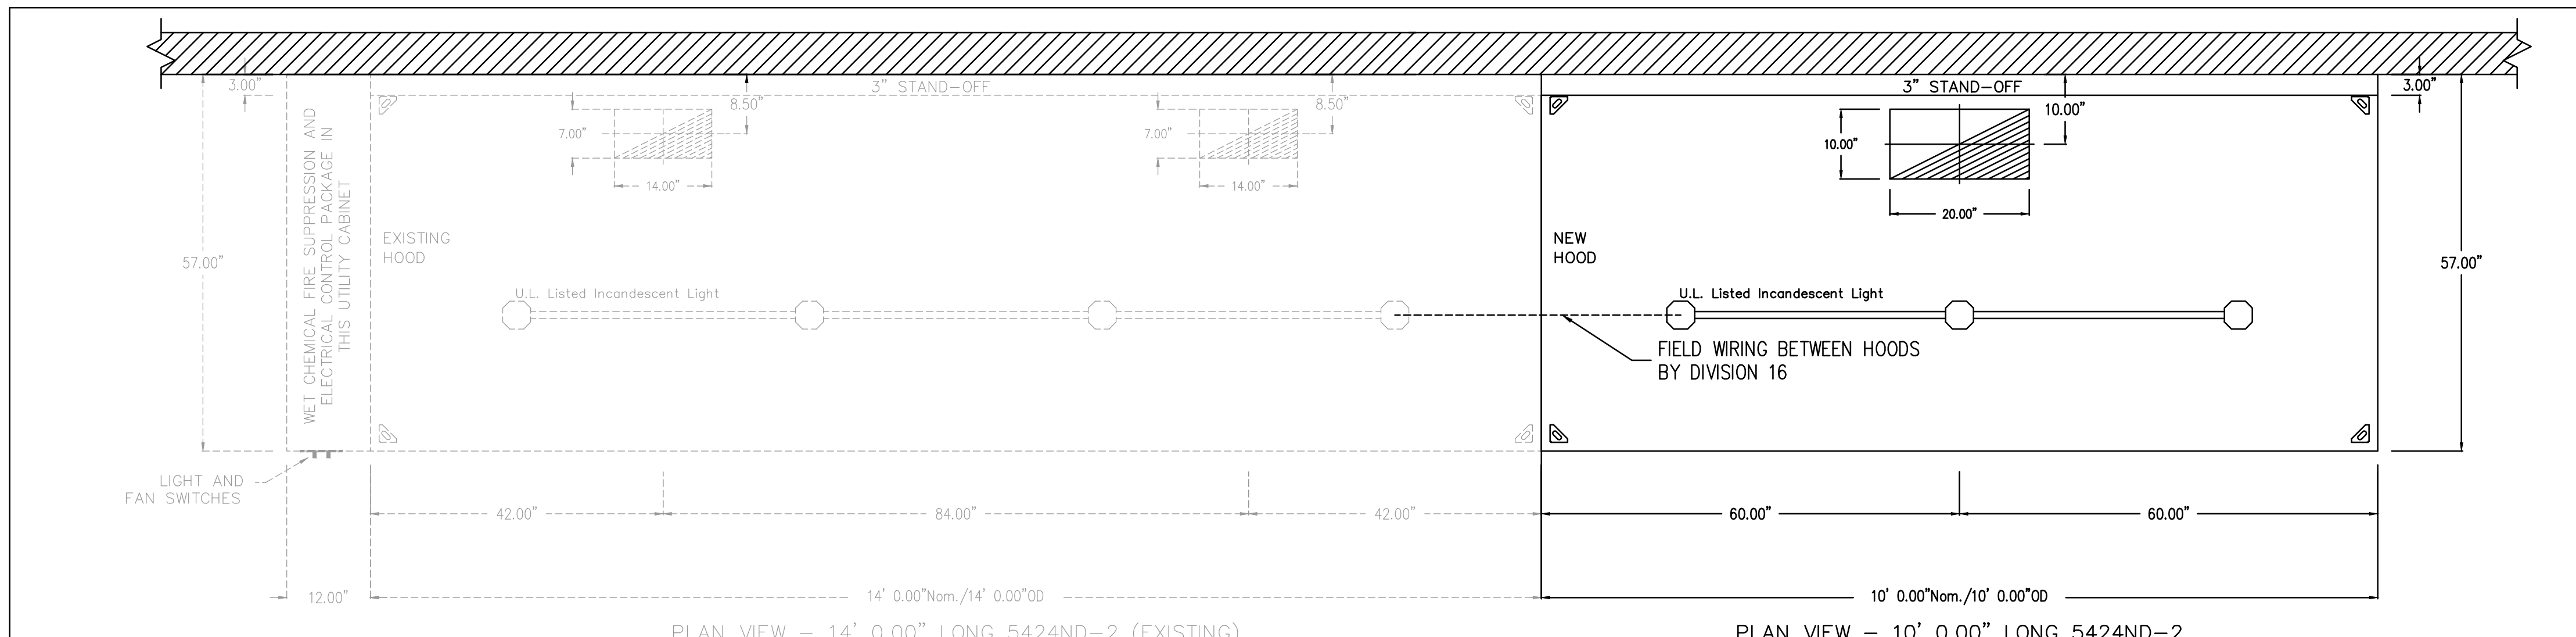 3.00"
3" STAND-OFF
8.50"
7.00"
14.00"
8.50"
7.00"
14.00"
WET CHEMICAL FIRE SUPPRESSION AND
ELECTRICAL CONTROL PACKAGE IN
THIS UTILITY CABINET
EXISTING
HOOD
57.00"
U.L. Listed Incandescent Light
LIGHT AND
FAN SWITCHES
42.00"
84.00"
42.00"
12.00"
14' 0.00"Nom./14' 0.00"OD
PLAN VIEW - 14' 0.00" LONG 5424ND-2 (EXISTING)
3" STAND-OFF
3.00"
10.00"
10.00"
20.00"
NEW
HOOD
57.00"
U.L. Listed Incandescent Light
FIELD WIRING BETWEEN HOODS
BY DIVISION 16
60.00"
60.00"
10' 0.00"Nom./10' 0.00"OD
PLAN VIEW - 10' 0.00" LONG 5424ND-2